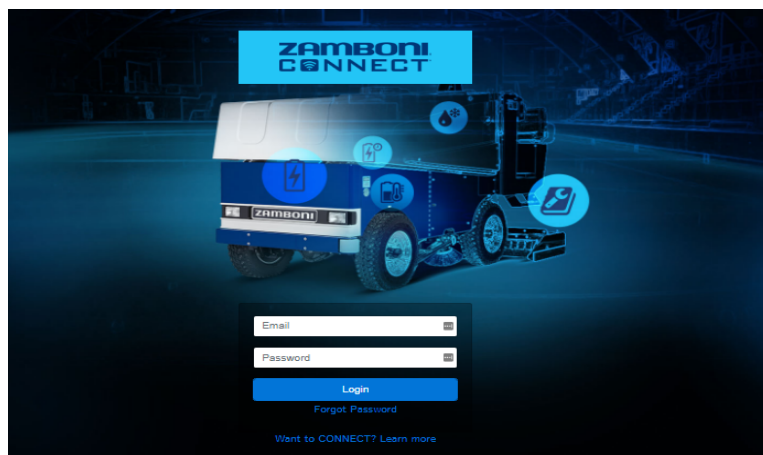 ZAMBONI
CONNECT
ZAMBONI
Email
Password
Login
Forgot Password
Want to CONNECT? Learn more